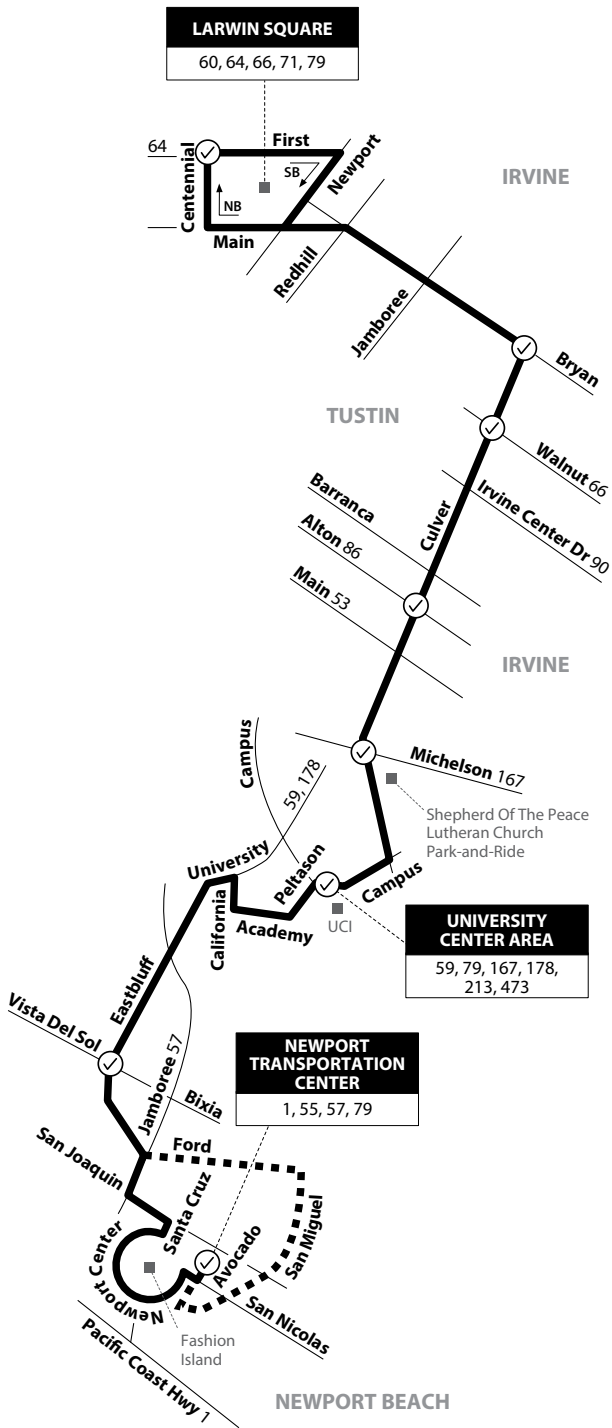 LARWIN SQUARE
60, 64, 66, 71, 79
64
First
Centennial
SB
Newport
NB
IRVINE
Main
Redhill
Jamboree
Bryan
TUSTIN
Walnut 66
Barranca
Culver
Irvine Center Dr 90
Alton 86
Main 53
IRVINE
Campus
Michelson 167
59, 178
Shepherd Of The Peace
Lutheran Church
Park-and-Ride
University
Peltason
Campus
California
Academy
UCI
UNIVERSITY
CENTER AREA
59, 79, 167, 178,
213, 473
Eastbluff
Vista Del Sol
Jamboree 57
Bixia
NEWPORT
TRANSPORTATION
CENTER
1, 55, 57, 79
Ford
San Joaquin
Santa Cruz
San Miguel
Avocado
Newport Center
San Nicolas
Fashion
Island
Pacific Coast Hwy 1
NEWPORT BEACH